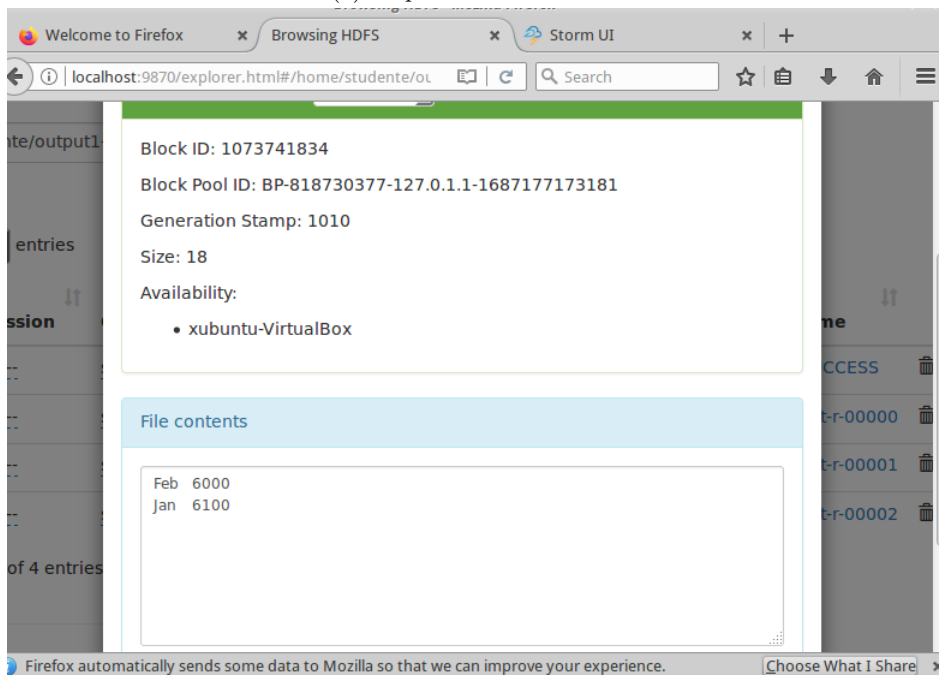 Welcome to Firefox
Browsing HDFS
Storm UI
localhost:9870/explorer.html#/home/studente/ou
Search
nte/output1-
Block ID: 1073741834
Block Pool ID: BP-818730377-127.0.1.1-1687177173181
Generation Stamp: 1010
entries
Size: 18
Availability:
ssion
me
xubuntu-VirtualBox
CCESS
File contents
t-r-00000
t-r-00001
Feb 6000
Jan 6100
t-r-00002
of 4 entries
Firefox automatically sends some data to Mozilla so that we can improve your experience.
Choose What I Share